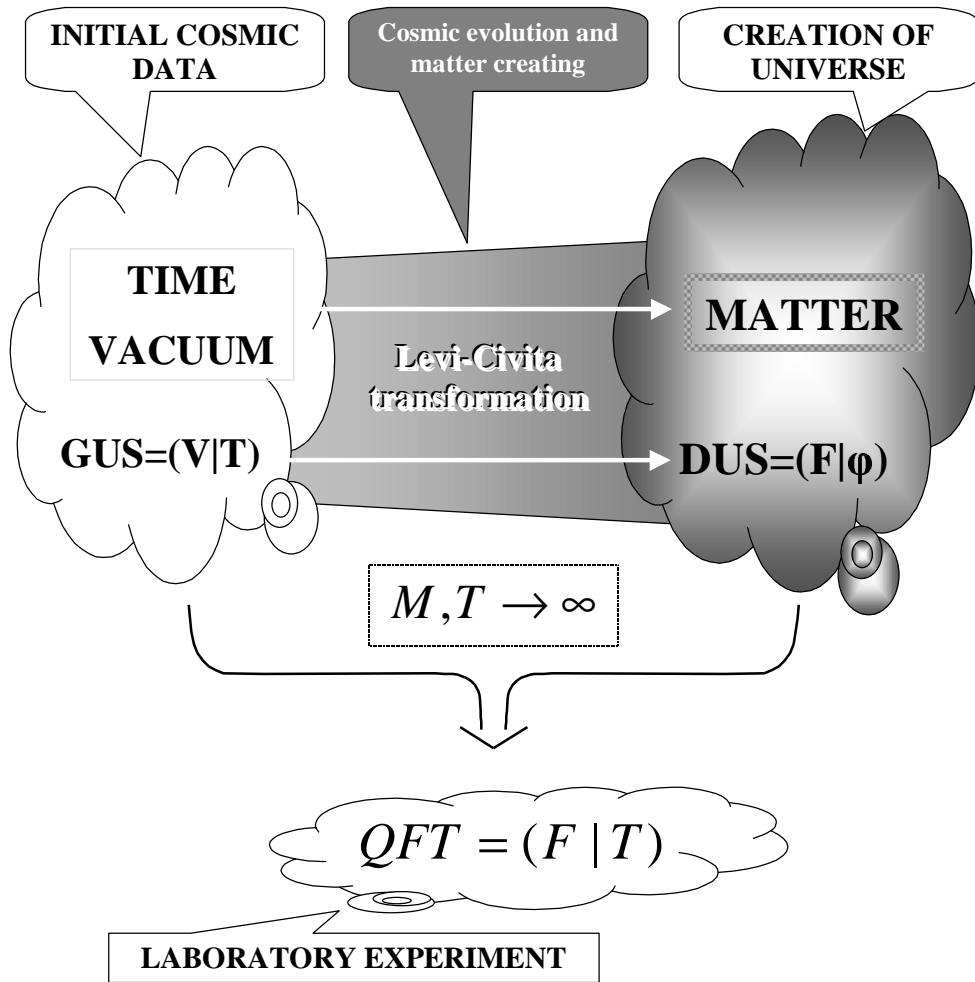 INITIAL COSMIC
DATA
Cosmic evolution and
matter creating
CREATION OF
UNIVERSE
TIME
VACUUM
GUS=(V|T)
Levi-Civita
transformation
MATTER
DUS=(F|φ)
M,T → ∞
QFT = (F | T)
LABORATORY EXPERIMENT